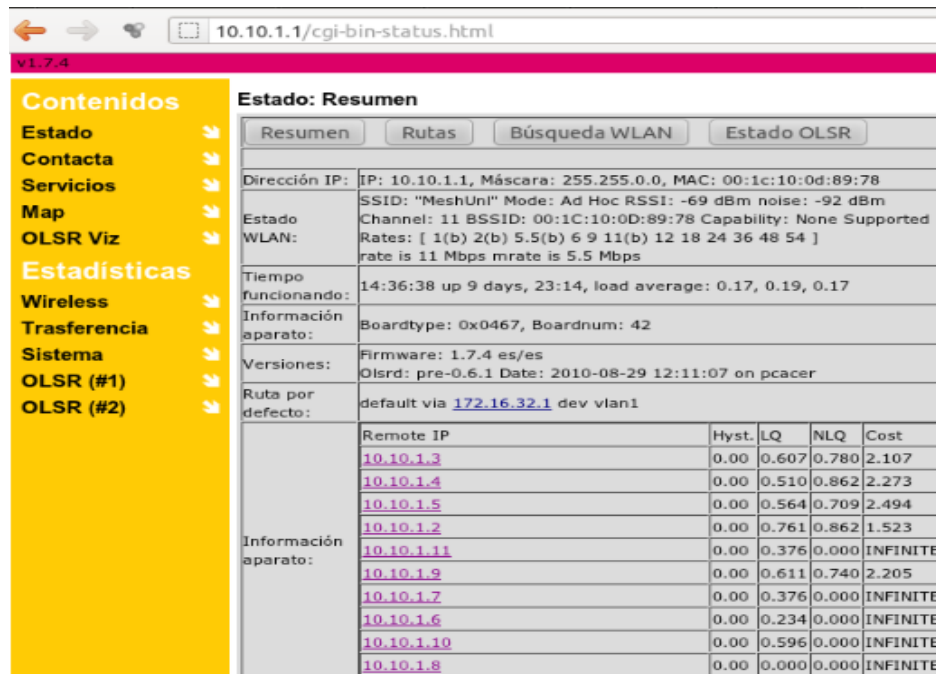 10.10.1.1/cgi-bin-status.html
v1.7.4
Contenidos
Estado
Contacta
Servicios
Map
OLSR Viz
Estadísticas
Wireless
Trasferencia
Sistema
OLSR (#1)
OLSR (#2)
Estado: Resumen
Resumen Rutas Búsqueda WLAN Estado OLSR
Dirección IP: IP: 10.10.1.1, Máscara: 255.255.0.0, MAC: 00:1c:10:0d:89:78
Estado WLAN: SSID: "MeshUni" Mode: Ad Hoc RSSI: -69 dBm noise: -92 dBm
Channel: 11 BSSID: 00:1C:10:0D:89:78 Capability: None Supported
Rates: [ 1(b) 2(b) 5.5(b) 6 9 11(b) 12 18 24 36 48 54 ]
rate is 11 Mbps mrate is 5.5 Mbps
Tiempo funcionando: 14:36:38 up 9 days, 23:14, load average: 0.17, 0.19, 0.17
Información aparato: Boardtype: 0x0467, Boardnum: 42
Versiones: Firmware: 1.7.4 es/es
Olsrd: pre-0.6.1 Date: 2010-08-29 12:11:07 on pcacer
Ruta por defecto: default via 172.16.32.1 dev vlan1
Información aparato:
Remote IP Hyst. LQ NLQ Cost
10.10.1.3 0.00 0.607 0.780 2.107
10.10.1.4 0.00 0.510 0.862 2.273
10.10.1.5 0.00 0.564 0.709 2.494
10.10.1.2 0.00 0.761 0.862 1.523
10.10.1.11 0.00 0.376 0.000 INFINITE
10.10.1.9 0.00 0.611 0.740 2.205
10.10.1.7 0.00 0.376 0.000 INFINITE
10.10.1.6 0.00 0.234 0.000 INFINITE
10.10.1.10 0.00 0.596 0.000 INFINITE
10.10.1.8 0.00 0.000 0.000 INFINITE